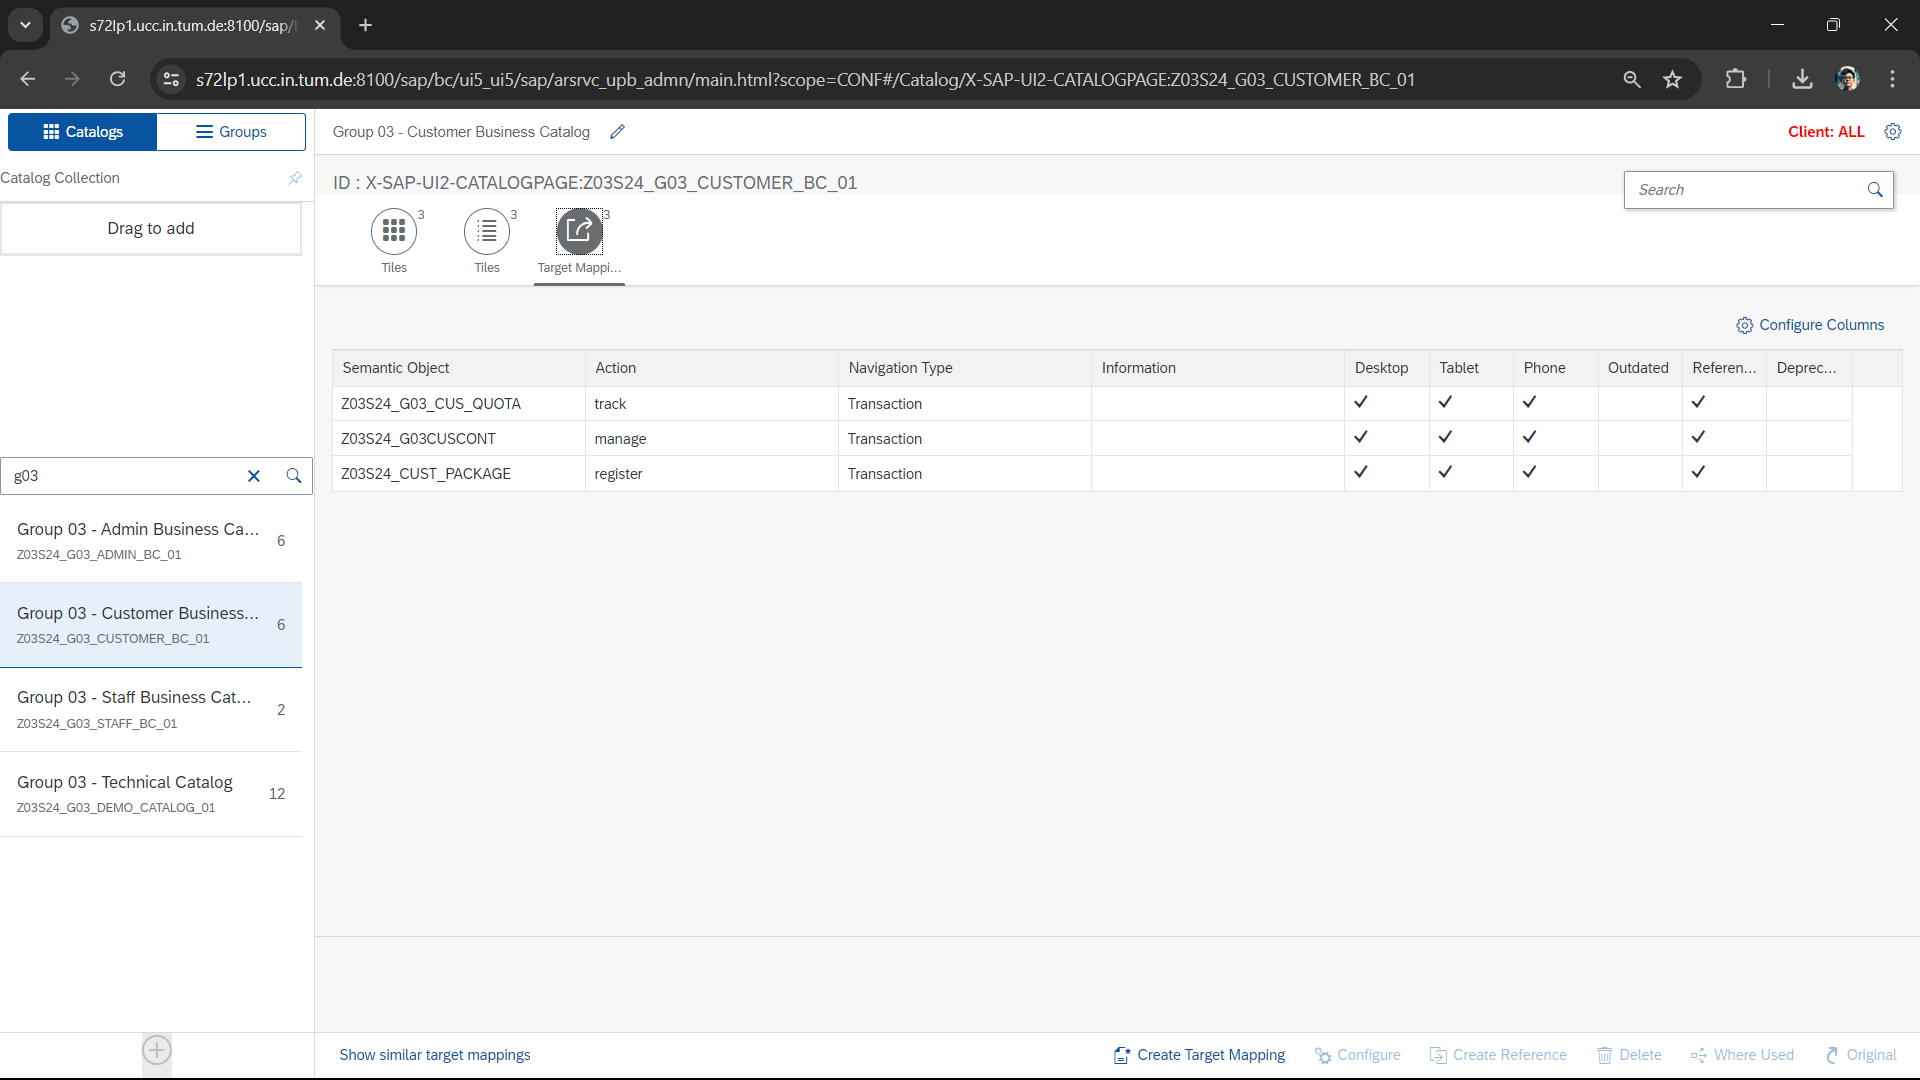 s72lp1.ucc.in.tum.de:8100/sap/
s72lp1.ucc.in.tum.de:8100/sap/bc/ui5_ui5/sap/arsrvc_upb_admn/main.html?scope=CONF#/Catalog/X-SAP-UI2-CATALOGPAGE:Z03S24_G03_CUSTOMER_BC_01
Catalogs
Groups
Group 03 - Customer Business Catalog
Client: ALL
Catalog Collection
ID : X-SAP-UI2-CATALOGPAGE:Z03S24_G03_CUSTOMER_BC_01
Search
Drag to add
3
3
3
Tiles
Tiles
Target Mappi...
Configure Columns
Semantic Object Action Navigation Type Information Desktop Tablet Phone Outdated Referen... Deprec...
Z03S24_G03_CUS_QUOTA track Transaction
Z03S24_G03CUSCONT manage Transaction
Z03S24_CUST_PACKAGE register Transaction
g03
Group 03 - Admin Business Ca... 6
Z03S24_G03_ADMIN_BC_01
Group 03 - Customer Business... 6
Z03S24_G03_CUSTOMER_BC_01
Group 03 - Staff Business Cat... 2
Z03S24_G03_STAFF_BC_01
Group 03 - Technical Catalog 12
Z03S24_G03_DEMO_CATALOG_01
Show similar target mappings
Create Target Mapping
Configure
Create Reference
Delete
Where Used
Original